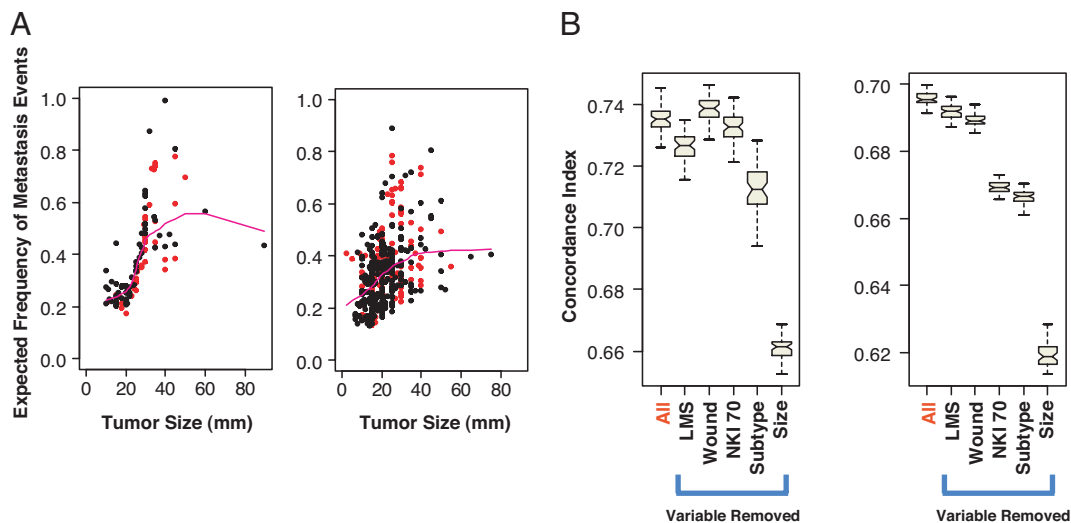 A
B
Expected Frequency of Metastasis Events
1.0
0.8
0.6
0.4
0.2
0.0
0 20 40 60 80
Tumor Size (mm)
1.0
0.8
0.6
0.4
0.2
0.0
0 20 40 60 80
Tumor Size (mm)
Concordance Index
0.74
0.72
0.70
0.68
0.66
All
LMS
Wound
NKI 70
Subtype
Size
Variable Removed
0.70
0.68
0.66
0.64
0.62
All
LMS
Wound
NKI 70
Subtype
Size
Variable Removed